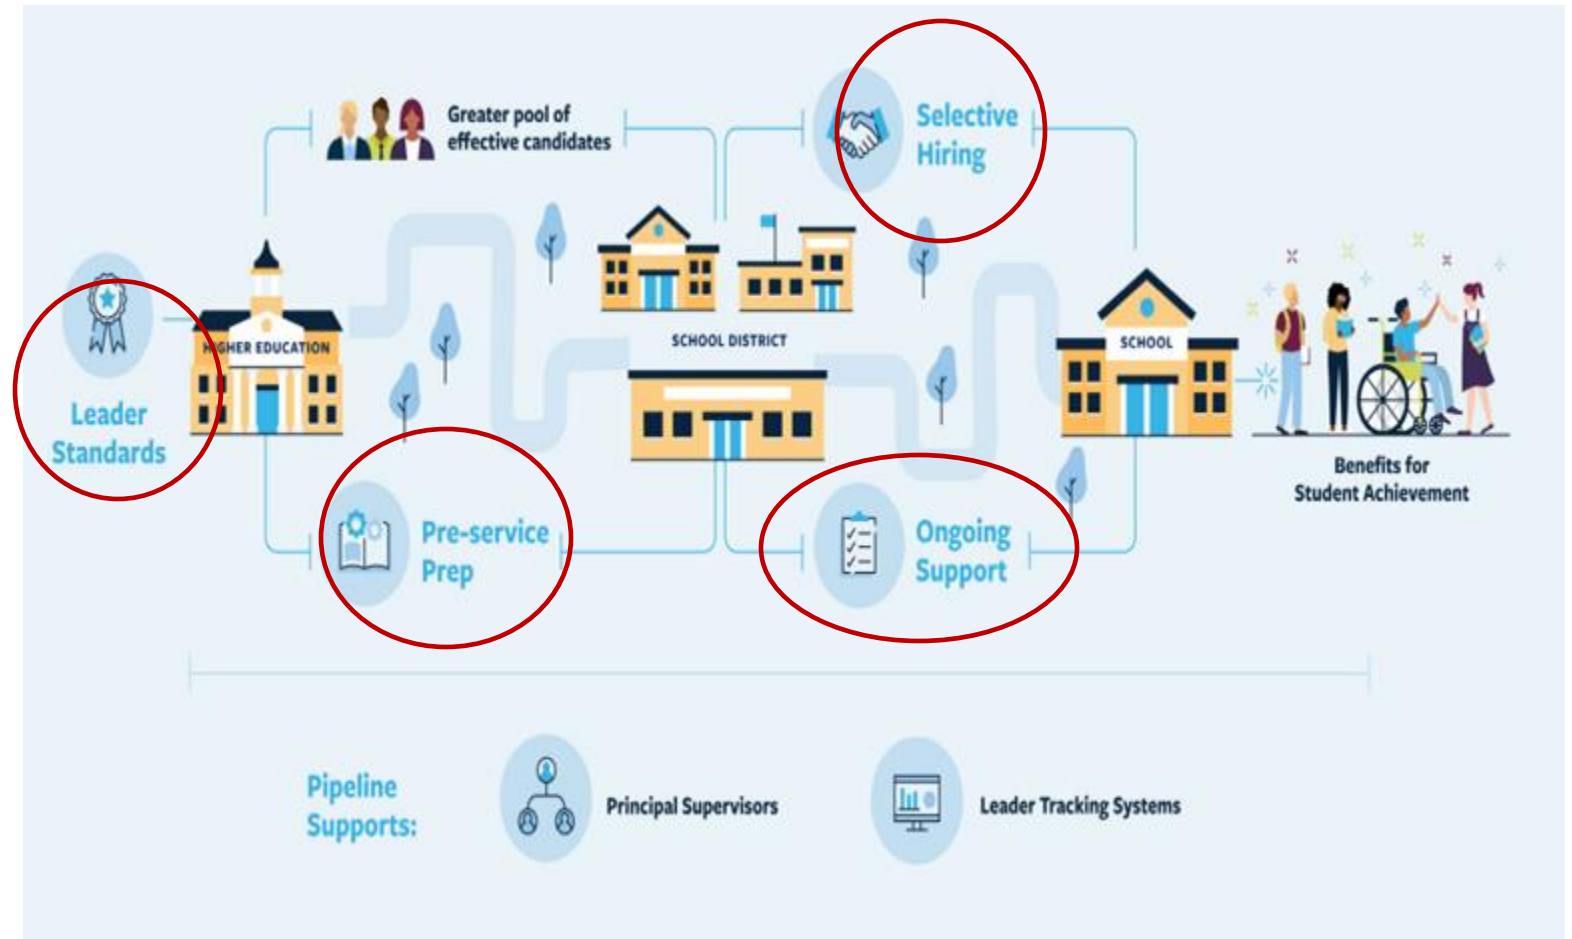 Greater pool of
effective candidates
Selective
Hiring
Leader
Standards
HIGHER EDUCATION
SCHOOL DISTRICT
SCHOOL
Benefits for
Student Achievement
Pre-service
Prep
Ongoing
Support
Pipeline
Supports:
Principal Supervisors
Leader Tracking Systems